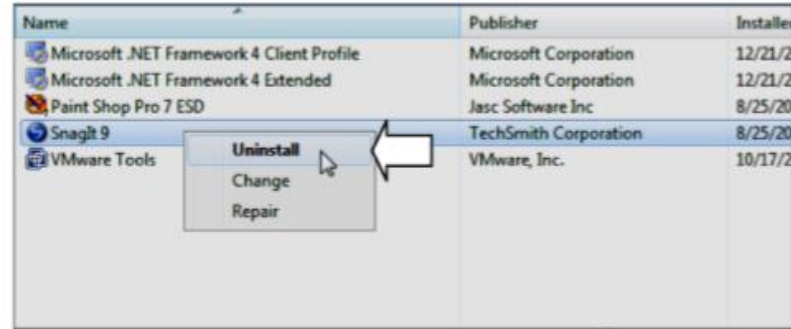 Name Publisher Installe
Microsoft .NET Framework 4 Client Profile Microsoft Corporation 12/21/2
Microsoft .NET Framework 4 Extended Microsoft Corporation 12/21/2
Paint Shop Pro 7 ESD Jasc Software Inc 8/25/20
SnagIt 9 TechSmith Corporation 8/25/20
VMware Tools VMware, Inc. 10/17/2
Uninstall
Change
Repair